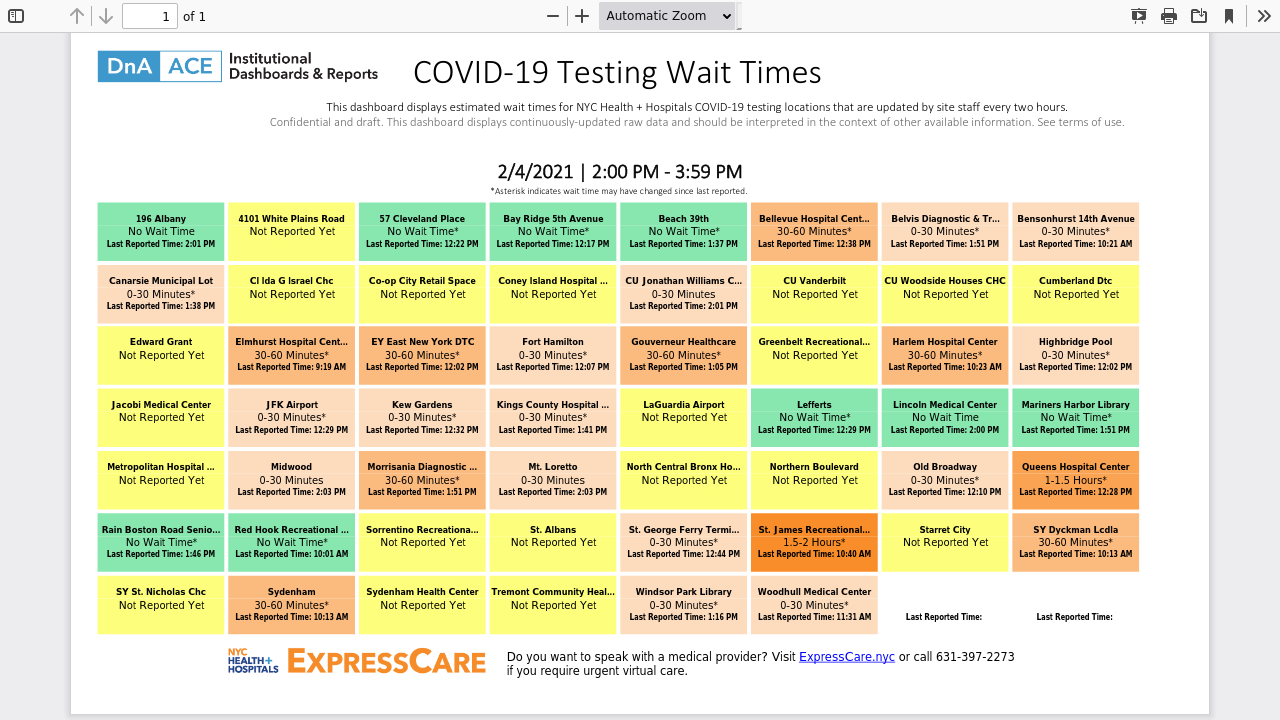 1 of 1 Automatic Zoom
DnA ACE Institutional
Dashboards & Reports
COVID-19 Testing Wait Times
This dashboard displays estimated wait times for NYC Health + Hospitals COVID-19 testing locations that are updated by site staff every two hours.
Confidential and draft. This dashboard displays continuously-updated raw data and should be interpreted in the context of other available information. See terms of use.
2/4/2021 | 2:00 PM - 3:59 PM
*Asterisk indicates wait time may have changed since last reported.
196 Albany
No Wait Time
Last Reported Time: 2:01 PM
4101 White Plains Road
Not Reported Yet
57 Cleveland Place
No Wait Time*
Last Reported Time: 12:22 PM
Bay Ridge 5th Avenue
No Wait Time*
Last Reported Time: 12:17 PM
Beach 39th
No Wait Time*
Last Reported Time: 1:37 PM
Bellevue Hospital Cent...
30-60 Minutes*
Last Reported Time: 12:38 PM
Belvis Diagnostic & Tr...
0-30 Minutes*
Last Reported Time: 1:51 PM
Bensonhurst 14th Avenue
0-30 Minutes*
Last Reported Time: 10:21 AM
Canarsie Municipal Lot
0-30 Minutes*
Last Reported Time: 1:38 PM
Cl Ida G Israel Chc
Not Reported Yet
Co-op City Retail Space
Not Reported Yet
Coney Island Hospital ...
Not Reported Yet
CU Jonathan Williams C...
0-30 Minutes
Last Reported Time: 2:01 PM
CU Vanderbilt
Not Reported Yet
CU Woodside Houses CHC
Not Reported Yet
Cumberland Dtc
Not Reported Yet
Edward Grant
Not Reported Yet
Elmhurst Hospital Cent...
30-60 Minutes*
Last Reported Time: 9:19 AM
EY East New York DTC
30-60 Minutes*
Last Reported Time: 12:02 PM
Fort Hamilton
0-30 Minutes*
Last Reported Time: 12:07 PM
Gouverneur Healthcare
30-60 Minutes*
Last Reported Time: 1:05 PM
Greenbelt Recreational...
Not Reported Yet
Harlem Hospital Center
30-60 Minutes*
Last Reported Time: 10:23 AM
Highbridge Pool
0-30 Minutes*
Last Reported Time: 12:02 PM
Jacobi Medical Center
Not Reported Yet
JFK Airport
0-30 Minutes*
Last Reported Time: 12:29 PM
Kew Gardens
0-30 Minutes*
Last Reported Time: 12:32 PM
Kings County Hospital ...
0-30 Minutes*
Last Reported Time: 1:41 PM
LaGuardia Airport
Not Reported Yet
Lefferts
No Wait Time*
Last Reported Time: 12:29 PM
Lincoln Medical Center
No Wait Time
Last Reported Time: 2:00 PM
Mariners Harbor Library
No Wait Time*
Last Reported Time: 1:51 PM
Metropolitan Hospital ...
Not Reported Yet
Midwood
0-30 Minutes
Last Reported Time: 2:03 PM
Morrisania Diagnostic ...
30-60 Minutes*
Last Reported Time: 1:51 PM
Mt. Loretto
0-30 Minutes
Last Reported Time: 2:03 PM
North Central Bronx Ho...
Not Reported Yet
Northern Boulevard
Not Reported Yet
Old Broadway
0-30 Minutes*
Last Reported Time: 12:10 PM
Queens Hospital Center
1-1.5 Hours*
Last Reported Time: 12:28 PM
Rain Boston Road Senio...
No Wait Time*
Last Reported Time: 1:46 PM
Red Hook Recreational ...
No Wait Time*
Last Reported Time: 10:01 AM
Sorrentino Recreationa...
Not Reported Yet
St. Albans
Not Reported Yet
St. George Ferry Termi...
0-30 Minutes*
Last Reported Time: 12:44 PM
St. James Recreational...
1.5-2 Hours*
Last Reported Time: 10:40 AM
Starret City
Not Reported Yet
SY Dyckman Lcdla
30-60 Minutes*
Last Reported Time: 10:13 AM
SY St. Nicholas Chc
Not Reported Yet
Sydenham
30-60 Minutes*
Last Reported Time: 10:13 AM
Sydenham Health Center
Not Reported Yet
Tremont Community Heal...
Not Reported Yet
Windsor Park Library
0-30 Minutes*
Last Reported Time: 1:16 PM
Woodhull Medical Center
0-30 Minutes*
Last Reported Time: 11:31 AM
Last Reported Time:
Last Reported Time:
NYC
HEALTH+
HOSPITALS
EXPRESSCARE
Do you want to speak with a medical provider? Visit ExpressCare.nyc or call 631-397-2273
if you require urgent virtual care.